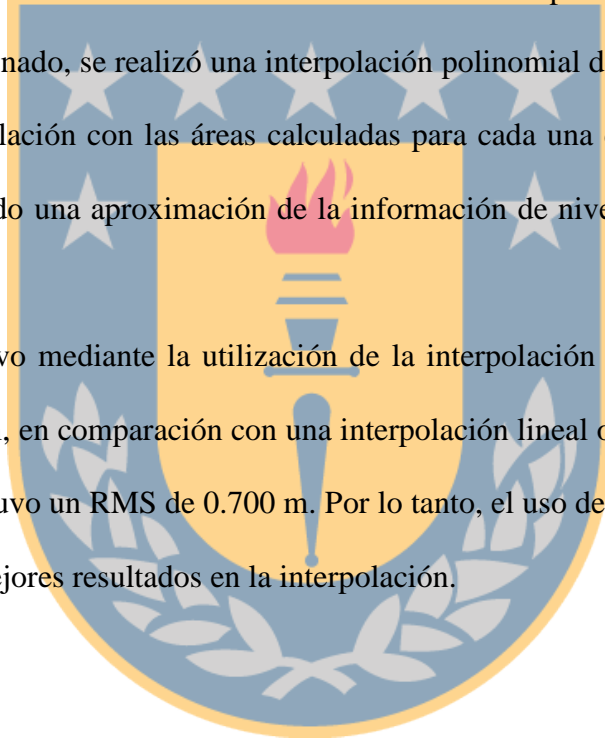 nado, se realizó una interpolación polinomial d
lación con las áreas calculadas para cada una
do una aproximación de la información de nive
vo mediante la utilización de la interpolación
, en comparación con una interpolación lineal o
uvo un RMS de 0.700 m. Por lo tanto, el uso de
ejores resultados en la interpolación.